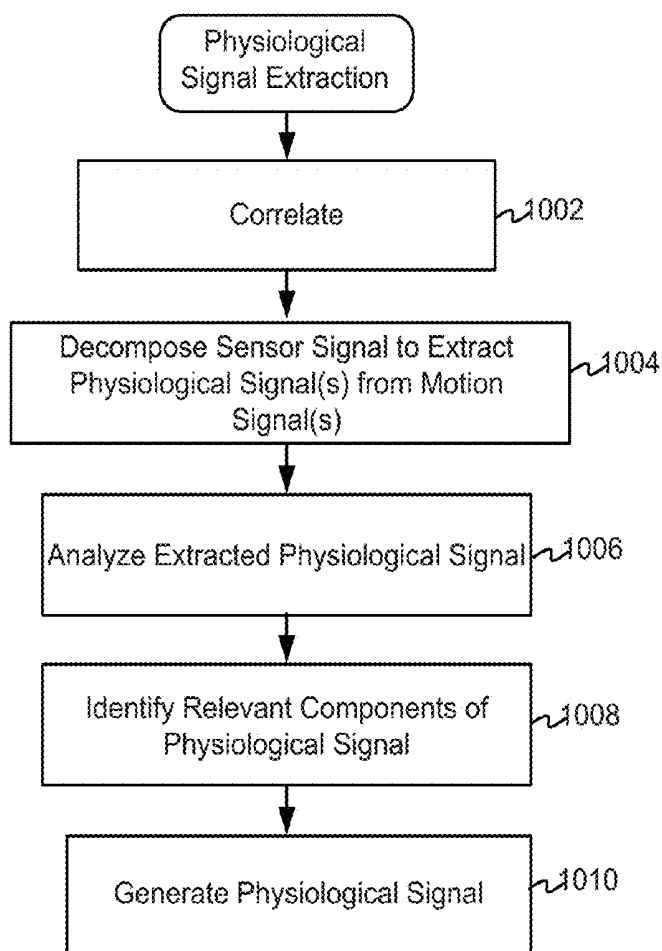 Physiological
Signal Extraction
Correlate
1002
Decompose Sensor Signal to Extract
Physiological Signal(s) from Motion
Signal(s)
1004
Analyze Extracted Physiological Signal
1006
Identify Relevant Components of
Physiological Signal
1008
Generate Physiological Signal
1010